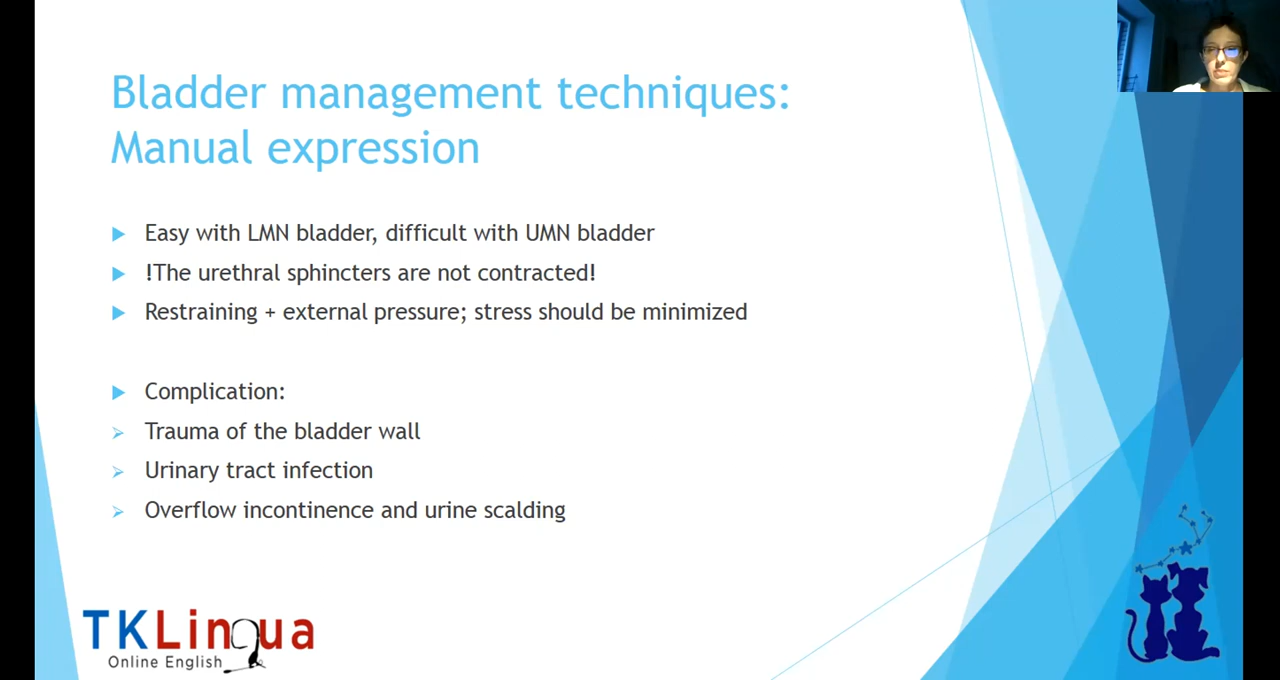 Bladder management techniques:
Manual expression
Easy with LMN bladder, difficult with UMN bladder
!The urethral sphincters are not contracted!
Restraining + external pressure; stress should be minimized
Complication:
Trauma of the bladder wall
Urinary tract infection
Overflow incontinence and urine scalding
TKLingua
Online English